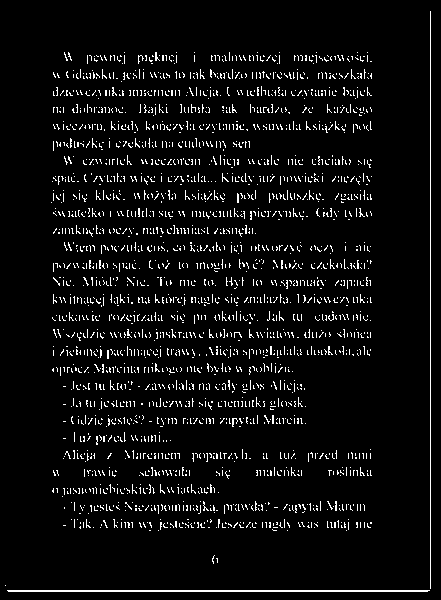 W pewnej pięknej i malowniczej miejscowości,
w Gdańsku, jeśli was to tak bardzo interesuje, mieszkała
dziewczynka imieniem Alicja. Uwielbiała czytanie bajek
na dobranoc. Bajki lubiła tak bardzo, że każdego
wieczoru, kiedy kończyła czytanie, wsuwała książkę pod
poduszkę i czekała na cudowny sen.
W czwartek wieczorem Alicji wcale nie chciało się
spać. Czytała więc i czytała... Kiedy już powieki zaczęły
jej się kleić, włożyła książkę pod poduszkę, zgasiła
światełko i wtuliła się w mięciutką pierzynkę. Gdy tylko
zamknęła oczy, natychmiast zasnęła.
Wtem poczuła coś, co kazało jej otworzyć oczy i nie
pozwalało spać. Cóż to mogło być? Może czekolada?
Nie. Miód? Nie. To nie to. Był to wspaniały zapach
kwitnącej łąki, na której nagle się znalazła. Dziewczynka
ciekawie rozejrzała się po okolicy. Jak tu cudownie.
Wszędzie wokoło jaskrawe kolory kwiatów, dużo słońca
i zielonej pachnącej trawy. Alicja spoglądała dookoła, ale
oprócz Marcina nikogo nie było w pobliżu.
- Jest tu kto? - zawołała na cały głos Alicja.
- Ja tu jestem - odezwał się cieniutki głosik.
- Gdzie jesteś? - tym razem zapytał Marcin.
- Tuż przed wami...
Alicja z Marcinem popatrzyli, a tuż przed nimi
w trawie schowała się maleńka roślinka
o jasnoniebieskich kwiatkach.
- Ty jesteś Niezapominajka, prawda? - zapytał Marcin.
- Tak. A kim wy jesteście? Jeszcze nigdy was tutaj nie
6